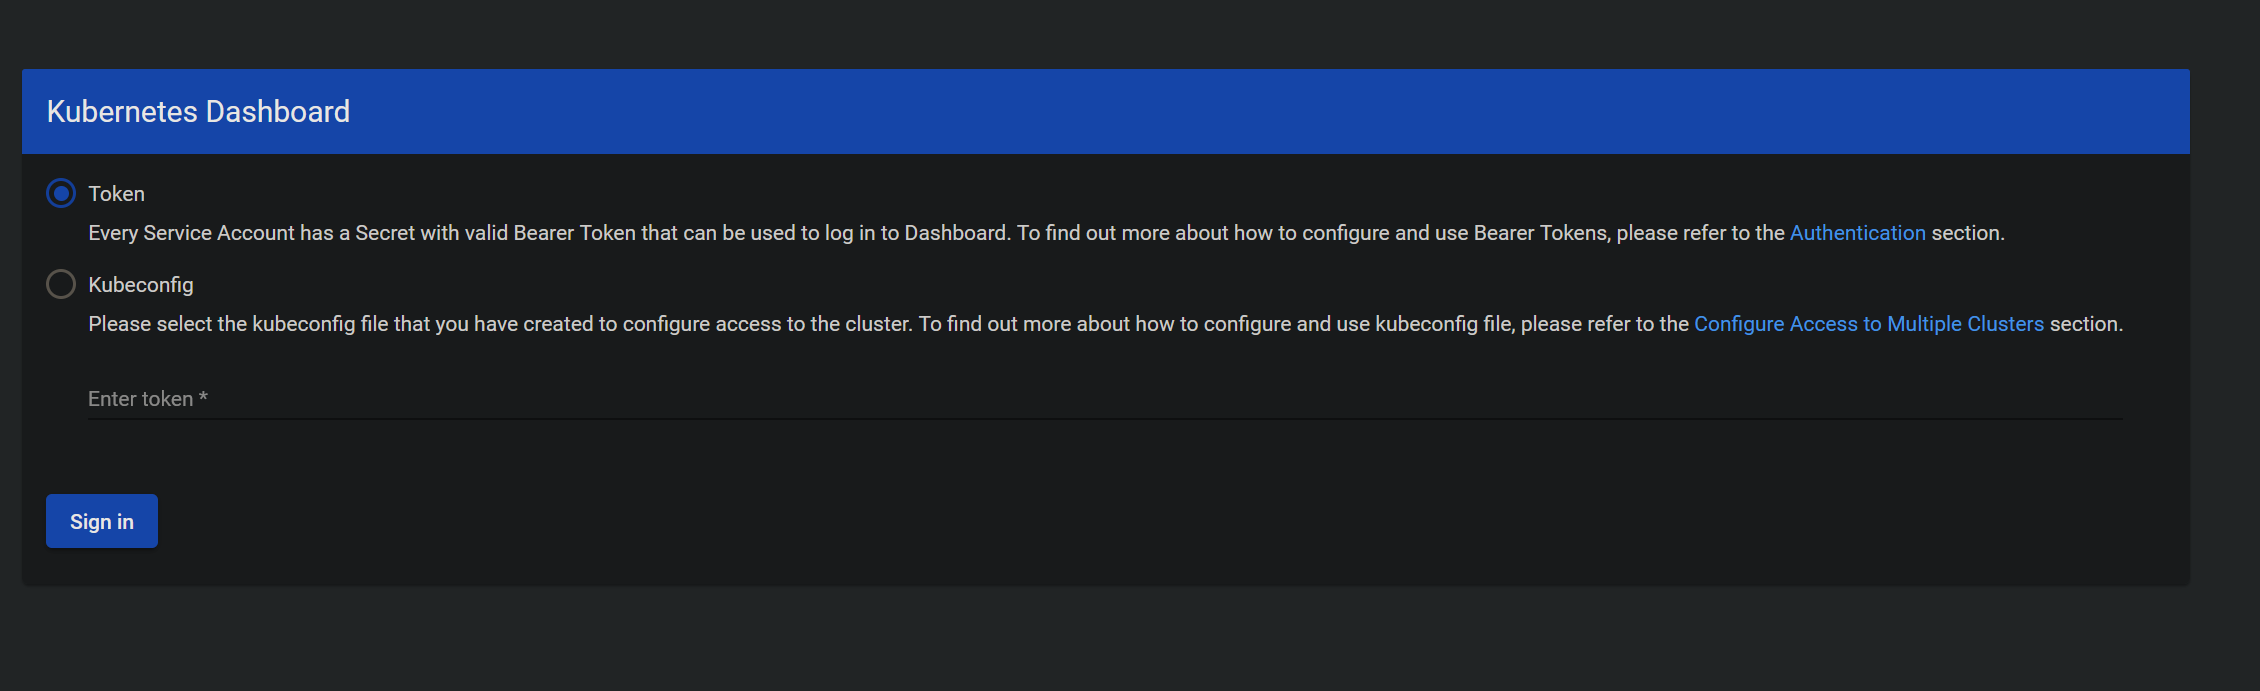 Kubernetes Dashboard
Token
Every Service Account has a Secret with valid Bearer Token that can be used to log in to Dashboard. To find out more about how to configure and use Bearer Tokens, please refer to the Authentication section.
Kubeconfig
Please select the kubeconfig file that you have created to configure access to the cluster. To find out more about how to configure and use kubeconfig file, please refer to the Configure Access to Multiple Clusters section.
Enter token *
Sign in